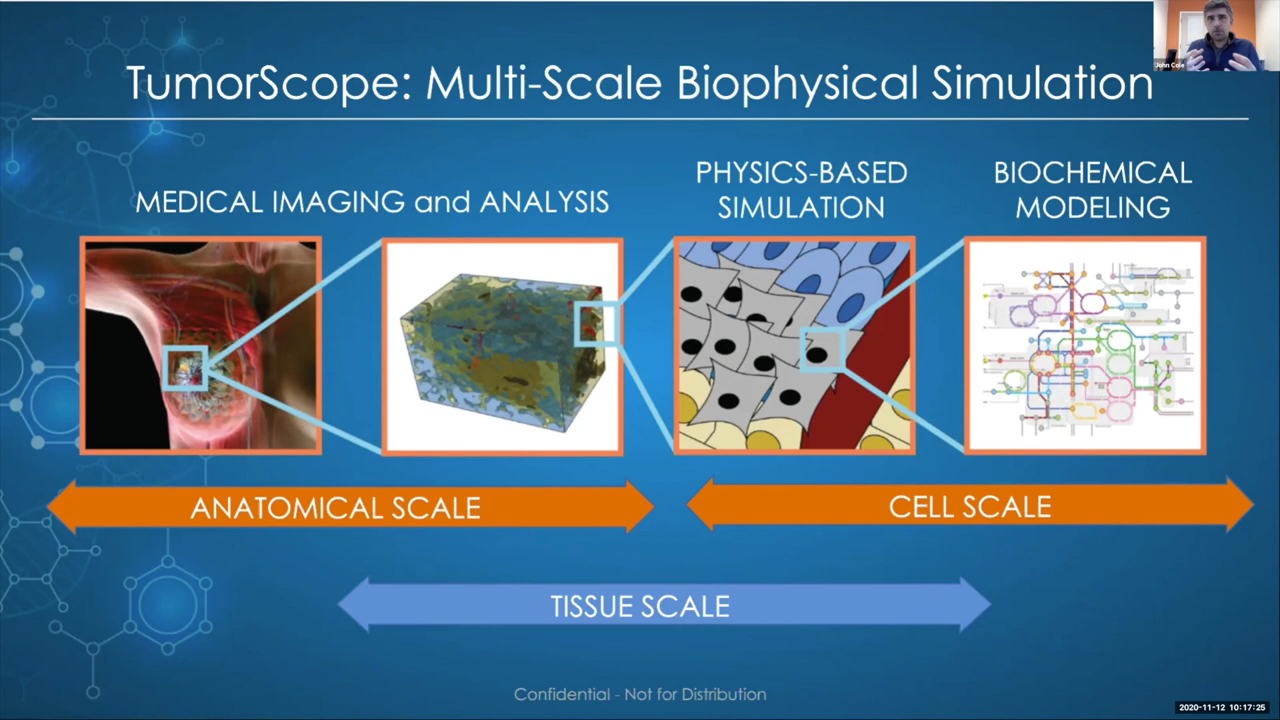 John Cole
TumorScope: Multi-Scale Biophysical Simulation
MEDICAL IMAGING and ANALYSIS
PHYSICS-BASED
SIMULATION
BIOCHEMICAL
MODELING
ANATOMICAL SCALE
CELL SCALE
TISSUE SCALE
Confidential - Not for Distribution
2020-11-12 10:17:25